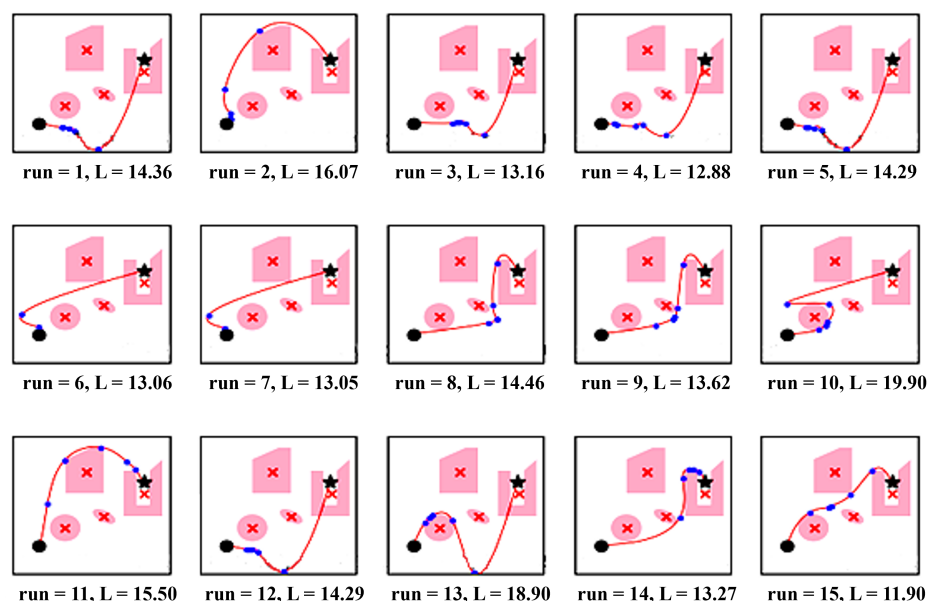 run = 1, L = 14.36
run = 2, L = 16.07
run = 3, L = 13.16
run = 4, L = 12.88
run = 5, L = 14.29
run = 6, L = 13.06
run = 7, L = 13.05
run = 8, L = 14.46
run = 9, L = 13.62
run = 10, L = 19.90
run = 11, L = 15.50
run = 12, L = 14.29
run = 13, L = 18.90
run = 14, L = 13.27
run = 15, L = 11.90